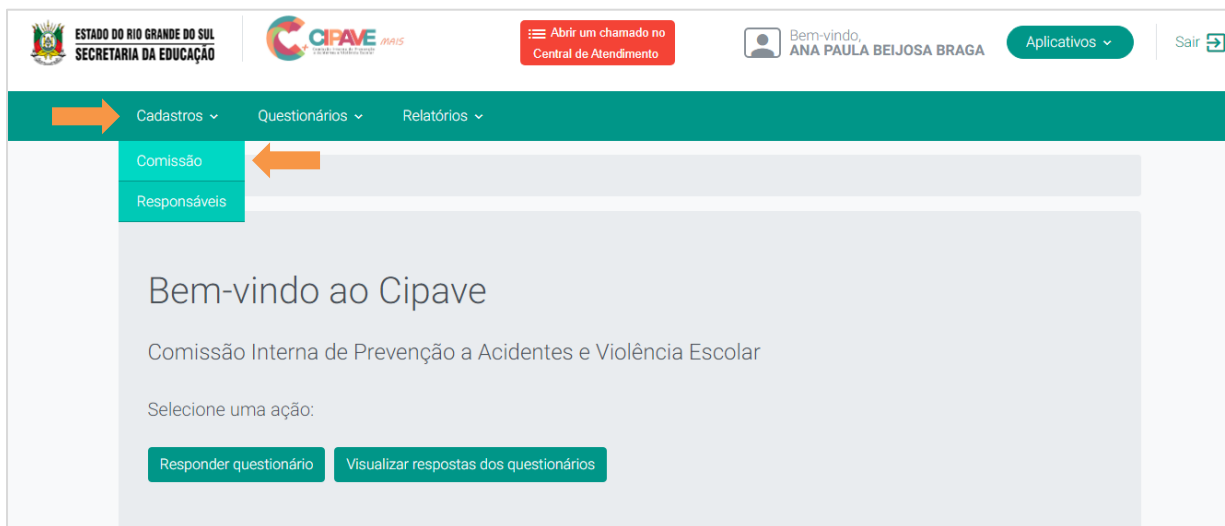 ESTADO DO RIO GRANDE DO SUL
SECRETARIA DA EDUCAÇÃO
CIPAVE MAIS
Abrir um chamado no
Central de Atendimento
Bem-vindo,
ANA PAULA BEIJOSA BRAGA
Aplicativos
Sair
Cadastros
Questionários
Relatórios
Comissão
Responsáveis
Bem-vindo ao Cipave
Comissão Interna de Prevenção a Acidentes e Violência Escolar
Selecione uma ação:
Responder questionário
Visualizar respostas dos questionários